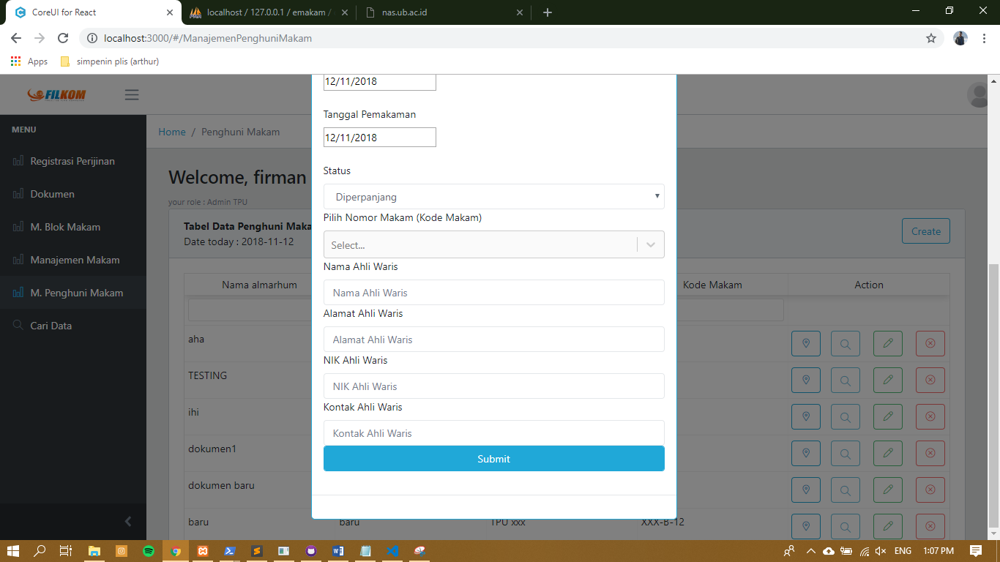 CoreUI for React
localhost / 127.0.0.1 / emakam /
nas.ub.ac.id
localhost:3000/#/ManajemenPenghuniMakam
Apps
simpenin plis (arthur)
FILKOM
MENU
Registrasi Perijinan
Dokumen
M. Blok Makam
Manajemen Makam
M. Penghuni Makam
Cari Data
Home / Penghuni Makam
Welcome, firman
your role : Admin TPU
Tabel Data Penghuni Maka
Date today : 2018-11-12
Create
Nama almarhum
Kode Makam
Action
aha
TESTING
ihi
dokumen1
dokumen baru
baru
baru
TPU xxx
XXX-B-12
12/11/2018
Tanggal Pemakaman
12/11/2018
Status
Diperpanjang
Pilih Nomor Makam (Kode Makam)
Select...
Nama Ahli Waris
Nama Ahli Waris
Alamat Ahli Waris
Alamat Ahli Waris
NIK Ahli Waris
NIK Ahli Waris
Kontak Ahli Waris
Kontak Ahli Waris
Submit
ENG
1:07 PM